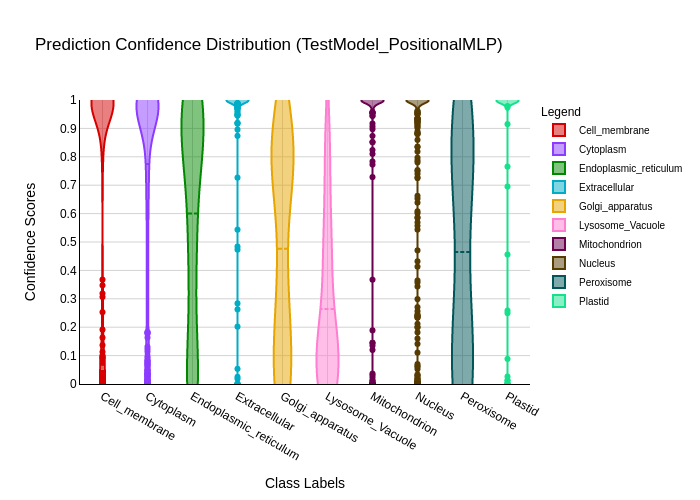 Prediction Confidence Distribution (TestModel_PositionalMLP)
Confidence Scores
1
0.9
0.8
0.7
0.6
0.5
0.4
0.3
0.2
0.1
0
Cell_membrane
Cytoplasm
Endoplasmic_reticulum
Extracellular
Golgi_apparatus
Lysosome_Vacuole
Mitochondrion
Nucleus
Peroxisome
Plastid
Class Labels
Legend
Cell_membrane
Cytoplasm
Endoplasmic_reticulum
Extracellular
Golgi_apparatus
Lysosome_Vacuole
Mitochondrion
Nucleus
Peroxisome
Plastid